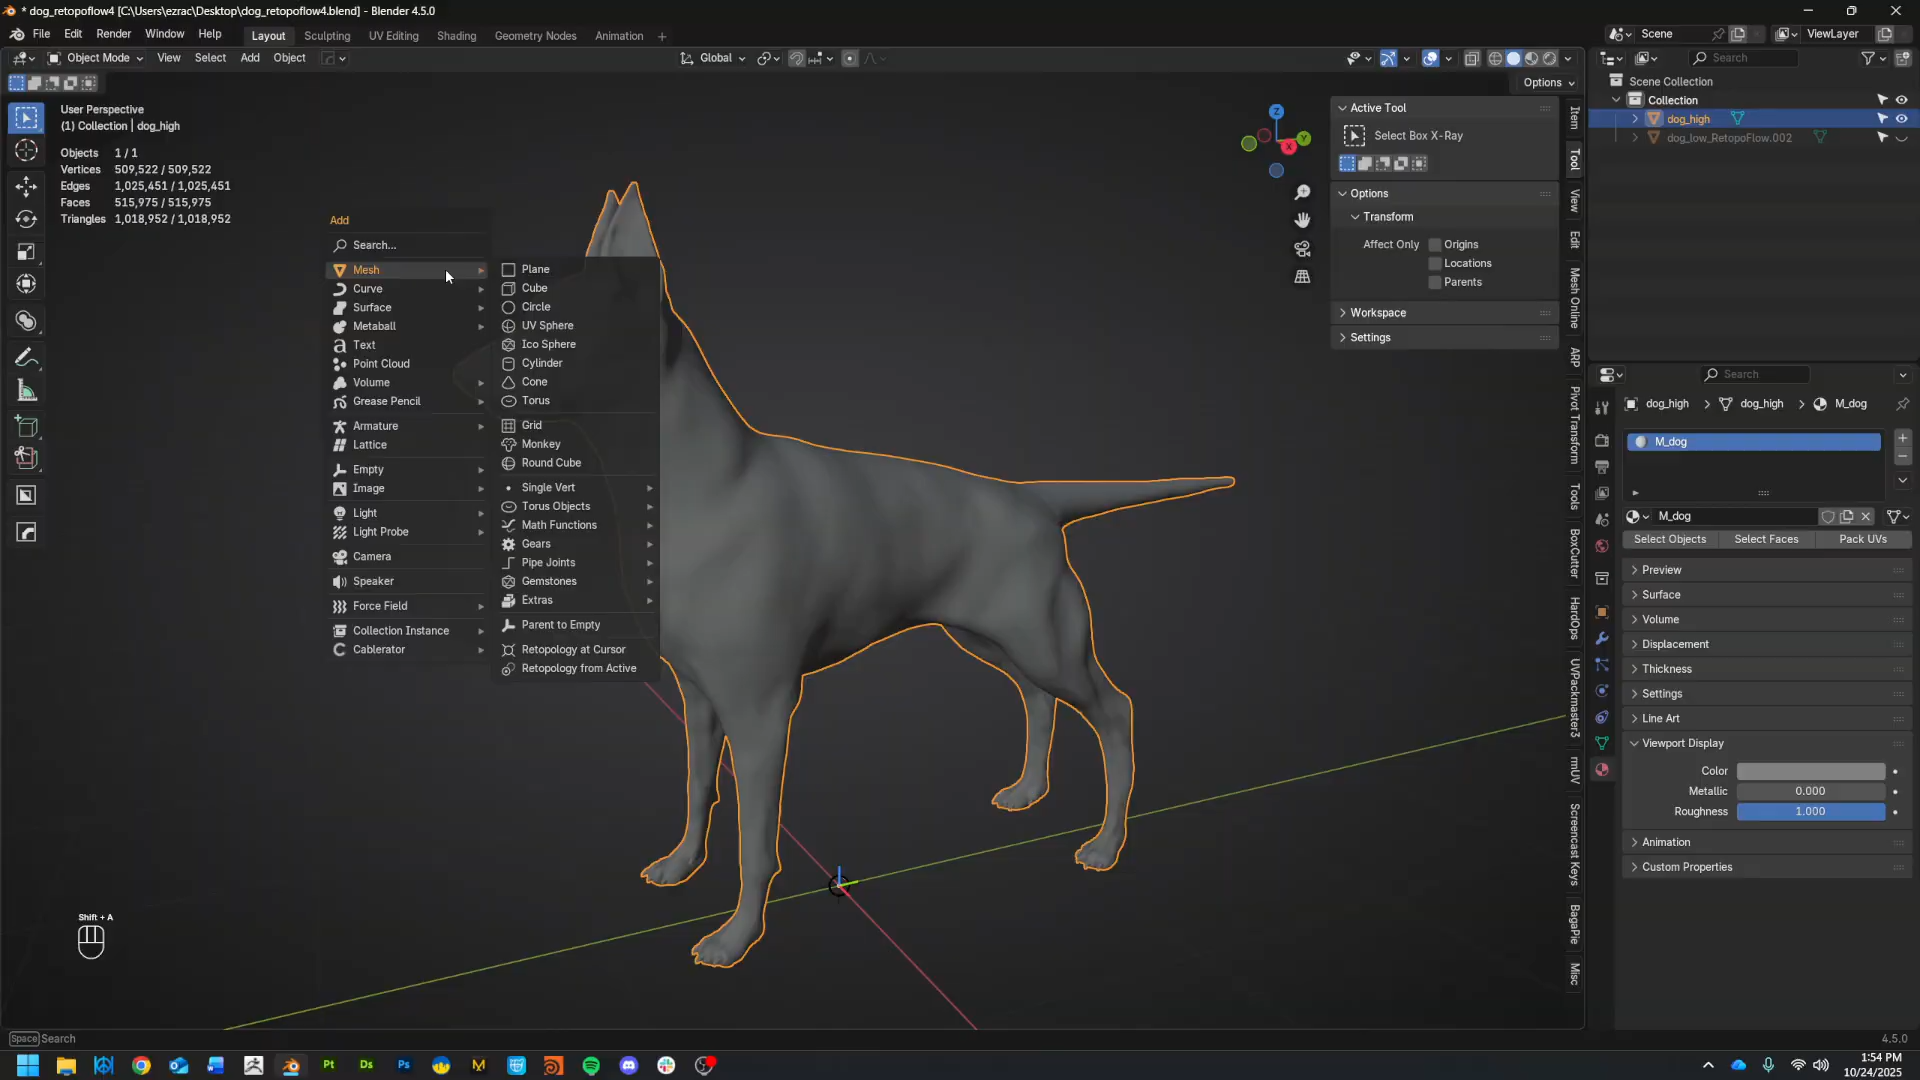 * dog_retopoflow4 [C:\Users\ezrac\Desktop\dog_retopoflow4.blend] - Blender 4.5.0
File Edit Render Window Help Layout Sculpting UV Editing Shading Geometry Nodes Animation +
Scene ViewLayer
Object Mode View Select Add Object Global
Search
Options
Scene Collection
Collection
dog_high
dog_low_RetopoFlow.002
User Perspective
(1) Collection | dog_high
Objects 1 / 1
Vertices 509,522 / 509,522
Edges 1,025,451 / 1,025,451
Faces 515,975 / 515,975
Triangles 1,018,952 / 1,018,952
Add
Search...
Mesh
Curve
Surface
Metaball
Text
Point Cloud
Volume
Grease Pencil
Armature
Lattice
Empty
Image
Light
Light Probe
Camera
Speaker
Force Field
Collection Instance
Cablerator
Plane
Cube
Circle
UV Sphere
Ico Sphere
Cylinder
Cone
Torus
Grid
Monkey
Round Cube
Single Vert
Torus Objects
Math Functions
Gears
Pipe Joints
Gemstones
Extras
Parent to Empty
Retopology at Cursor
Retopology from Active
Z
Y
X
Active Tool
Select Box X-Ray
Options
Transform
Affect Only Origins
Locations
Parents
Workspace
Settings
Item
Tool
View
Edit
Mesh Online
ARP
Pivot Transform
Tools
BoxCutter
HardOps
UVPackmaster3
miUV
Screencast Keys
BagaPie
Misc
Search
dog_high > dog_high > M_dog
M_dog
M_dog
Select Objects Select Faces Pack UVs
Preview
Surface
Volume
Displacement
Thickness
Settings
Line Art
Viewport Display
Color
Metallic 0.000
Roughness 1.000
Animation
Custom Properties
Shift + A
Space Search
4.5.0
Pt Ds Ps M
1:54 PM
10/24/2025